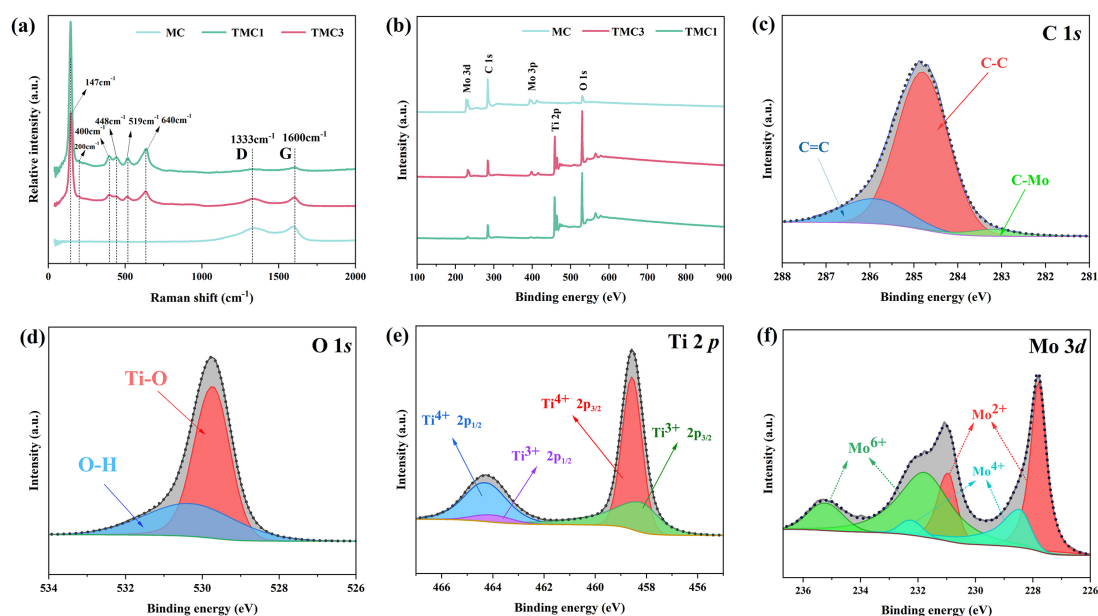 (a)
MC TMC1 TMC3
147cm-1
400cm-1
200cm-1
448cm-1
519cm-1
640cm-1
1333cm-1
1600cm-1
D
G
Relative intensity (a.u.)
0 500 1000 1500 2000
Raman shift (cm-1)
(b)
MC TMC3 TMC1
Mo 3d
C 1s
Mo 3p
Ti 2p
O 1s
Intensity (a.u.)
100 200 300 400 500 600 700 800 900
Binding energy (eV)
(c)
C 1s
C-C
C=C
C-Mo
Intensity (a.u.)
288 287 286 285 284 283 282 281
Binding energy (eV)
(d)
O 1s
Ti-O
O-H
Intensity (a.u.)
534 532 530 528 526
Binding energy (eV)
(e)
Ti 2 p
Ti4+ 2p1/2
Ti3+ 2p1/2
Ti4+ 2p3/2
Ti3+ 2p3/2
Intensity (a.u.)
466 464 462 460 458 456
Binding energy (eV)
(f)
Mo 3d
Mo6+
Mo2+
Mo4+
Intensity (a.u.)
236 234 232 230 228 226
Binding energy (eV)